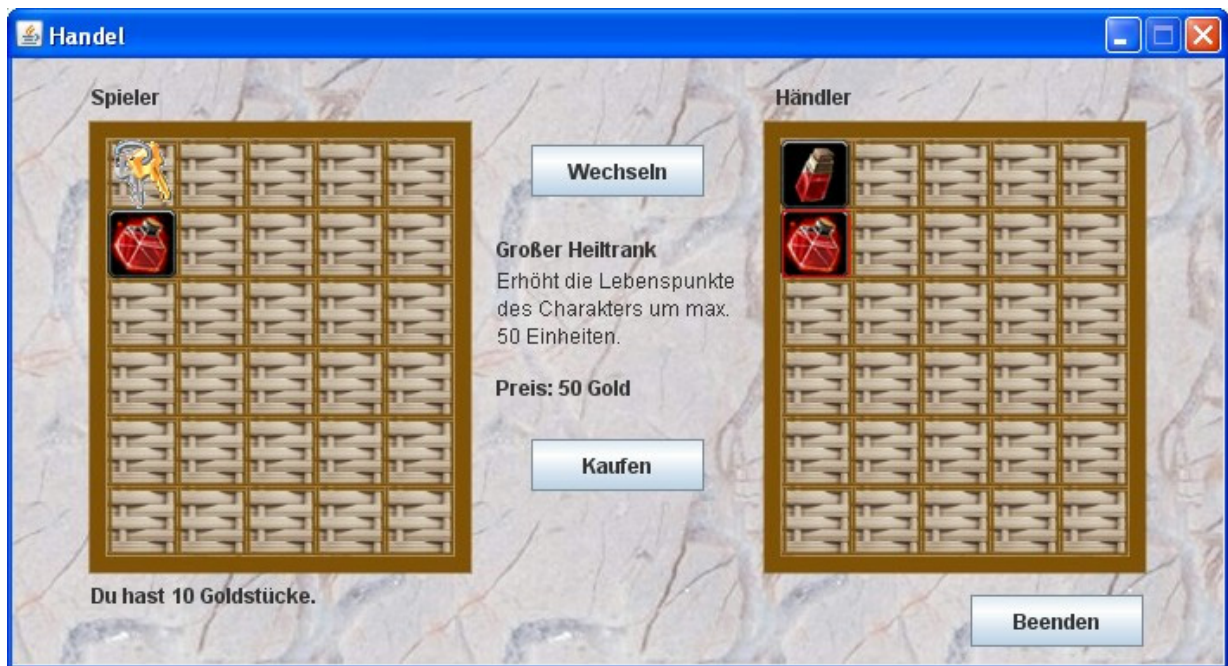 Handel
Spieler
Händler
Wechseln
Großer Heiltrank
Erhöht die Lebenspunkte
des Charakters um max.
50 Einheiten.
Preis: 50 Gold
Kaufen
Du hast 10 Goldstücke.
Beenden